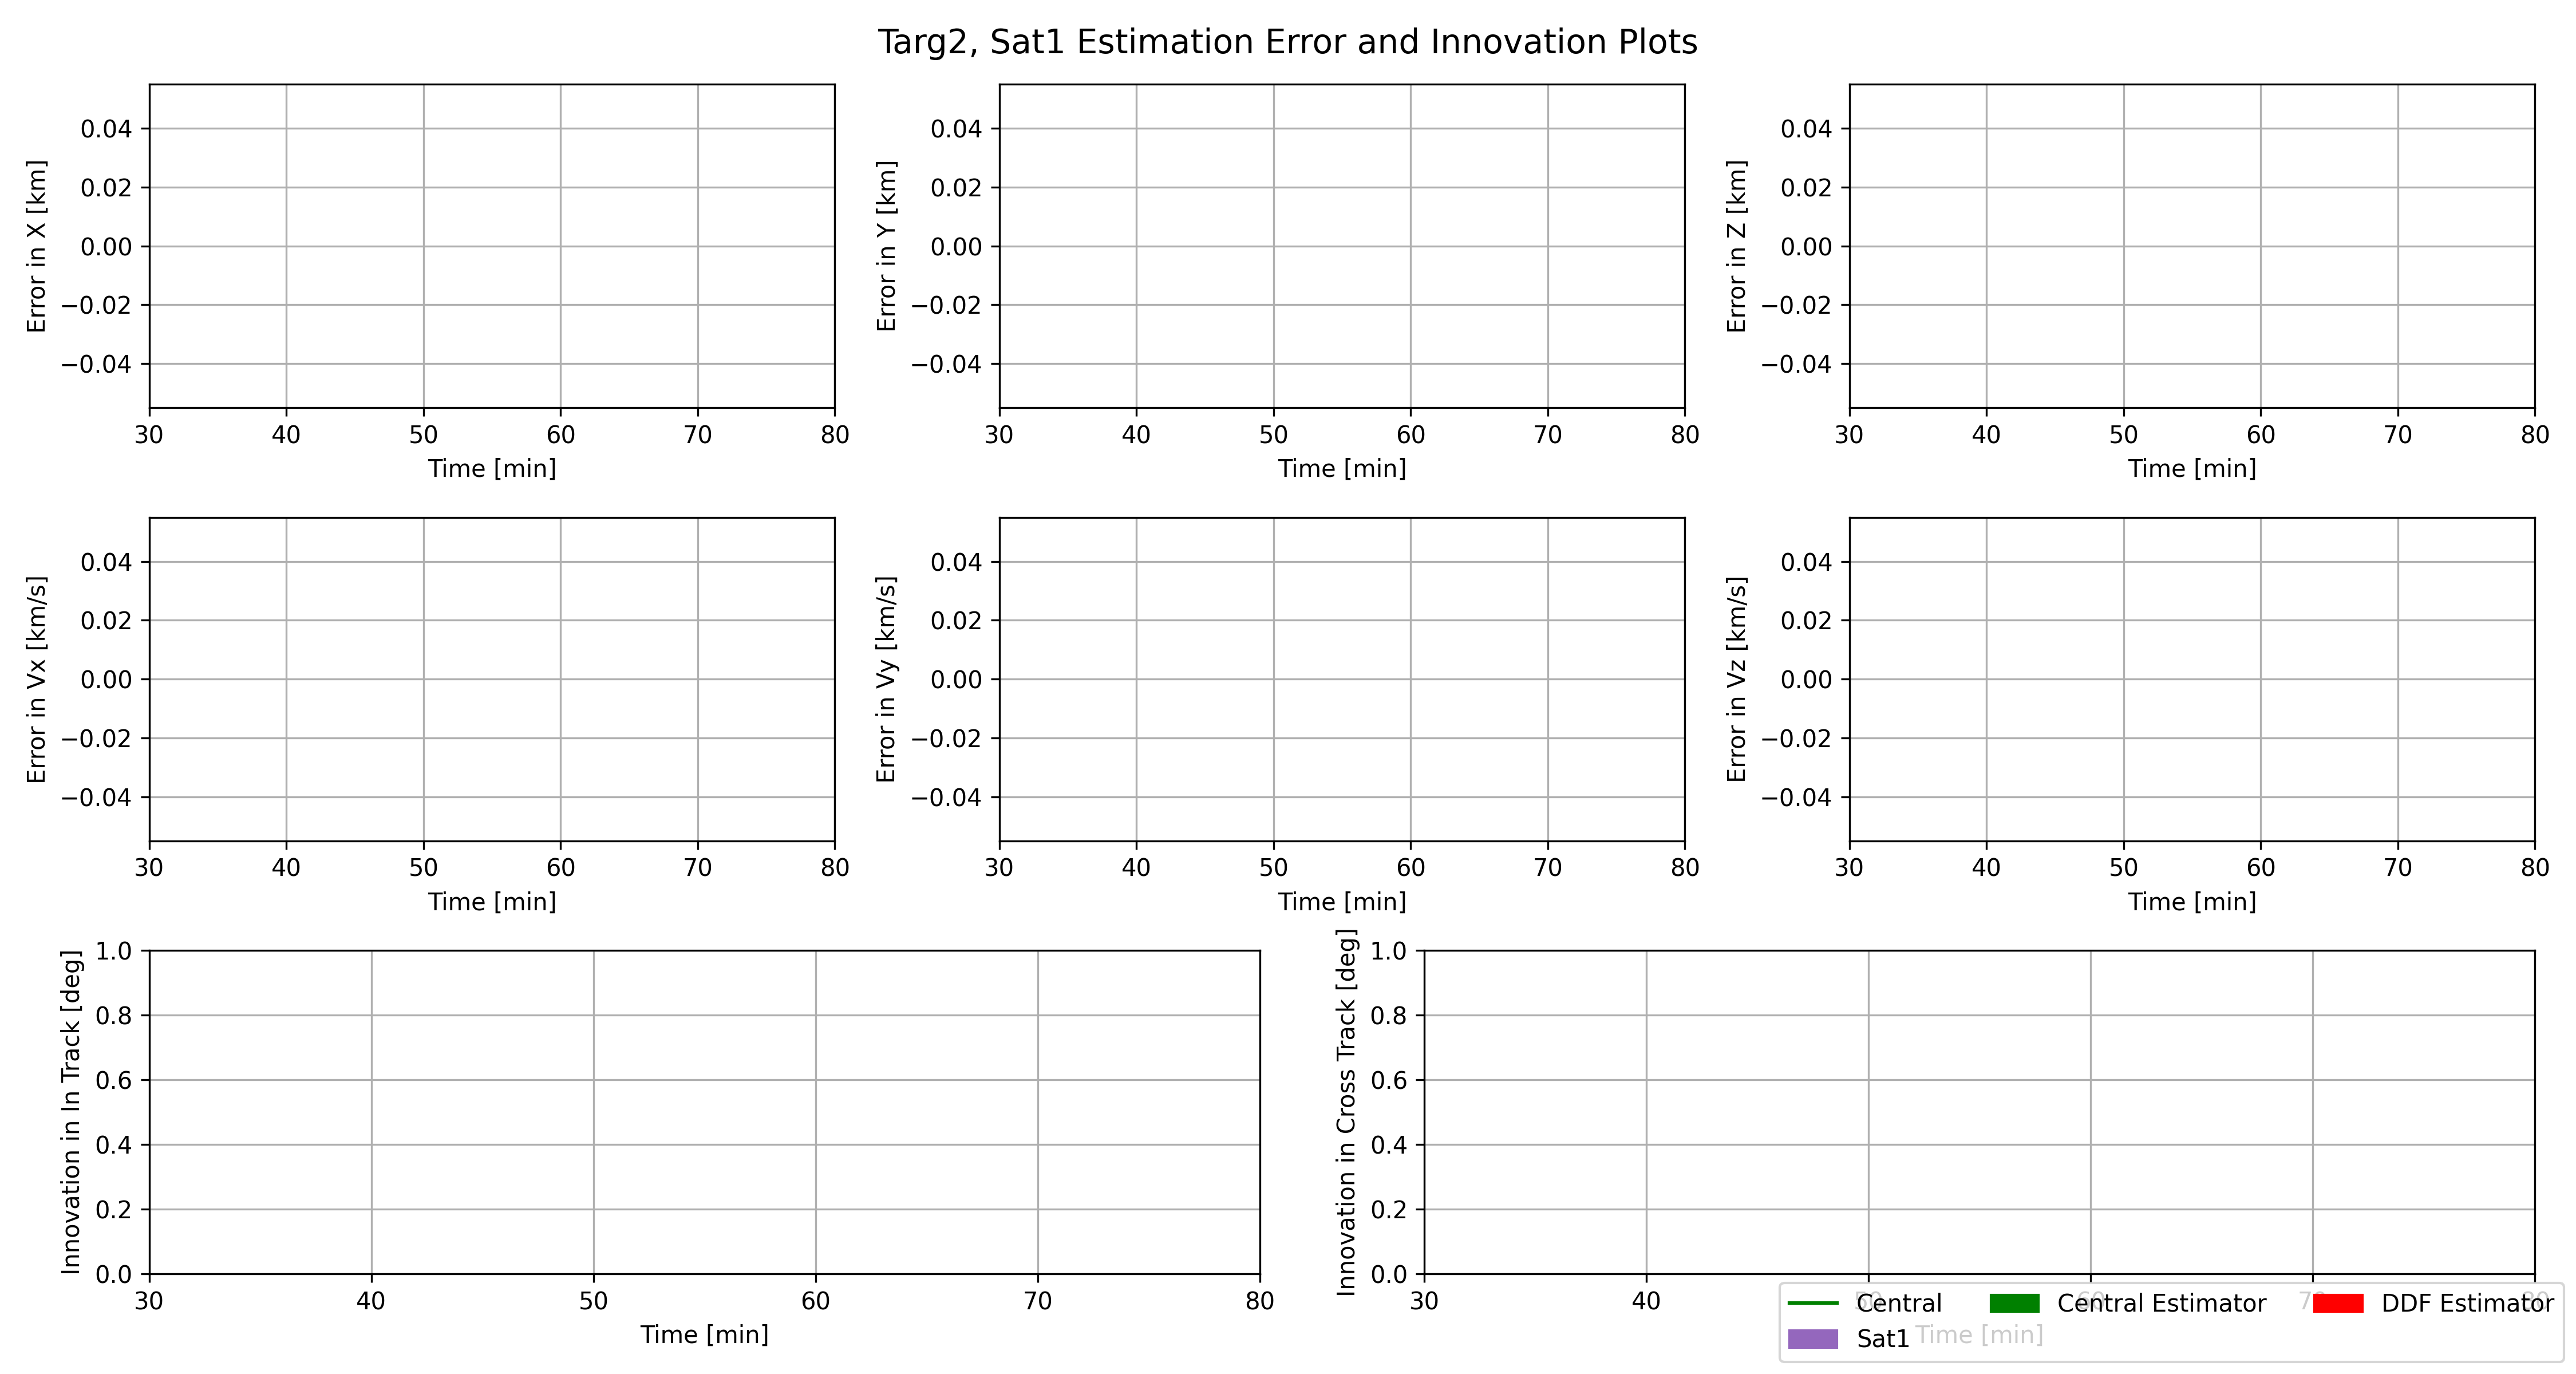 Targ2, Sat1 Estimation Error and Innovation Plots
Error in X [km]
0.04
0.02
0.00
−0.02
−0.04
30 40 50 60 70 80
Time [min]
Error in Y [km]
0.04
0.02
0.00
−0.02
−0.04
30 40 50 60 70 80
Time [min]
Error in Z [km]
0.04
0.02
0.00
−0.02
−0.04
30 40 50 60 70 80
Time [min]
Error in Vx [km/s]
0.04
0.02
0.00
−0.02
−0.04
30 40 50 60 70 80
Time [min]
Error in Vy [km/s]
0.04
0.02
0.00
−0.02
−0.04
30 40 50 60 70 80
Time [min]
Error in Vz [km/s]
0.04
0.02
0.00
−0.02
−0.04
30 40 50 60 70 80
Time [min]
Innovation in In Track [deg]
1.0
0.8
0.6
0.4
0.2
0.0
30 40 50 60 70 80
Time [min]
Innovation in Cross Track [deg]
1.0
0.8
0.6
0.4
0.2
0.0
30 40 50 60 70 80
Time [min]
Central Central Estimator DDF Estimator
Sat1